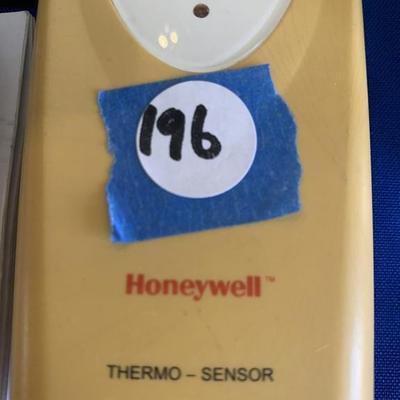 196
Honeywell™
THERMO – SENSOR